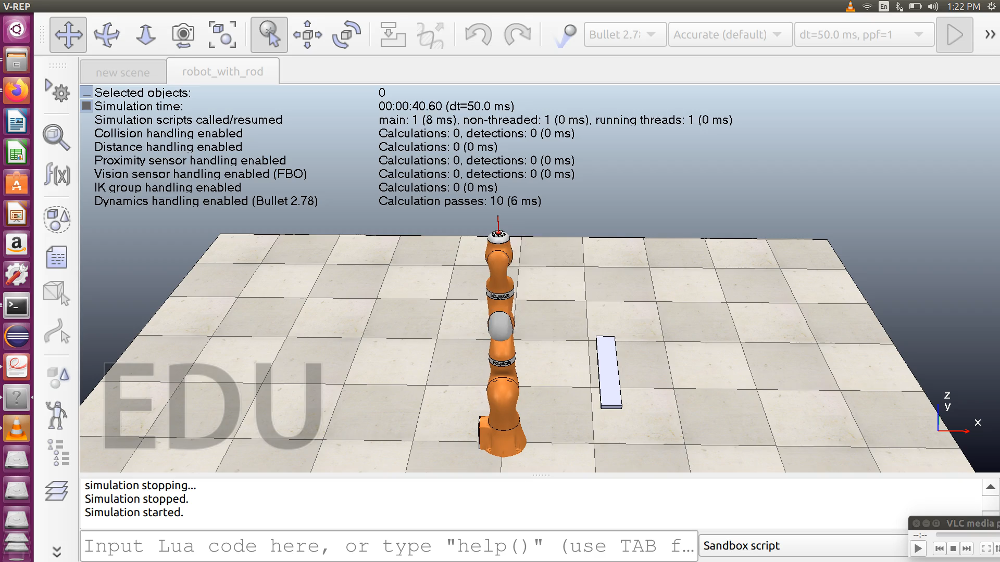 V-REP
En
1:22 PM
Bullet 2.7
Accurate (default)
dt=50.0 ms, ppf=1
new scene
robot_with_rod
Selected objects: 0
Simulation time: 00:00:40.60 (dt=50.0 ms)
Simulation scripts called/resumed main: 1 (8 ms), non-threaded: 1 (0 ms), running threads: 1 (0 ms)
Collision handling enabled Calculations: 0, detections: 0 (0 ms)
Distance handling enabled Calculations: 0 (0 ms)
Proximity sensor handling enabled Calculations: 0, detections: 0 (0 ms)
Vision sensor handling enabled (FBO) Calculations: 0, detections: 0 (0 ms)
IK group handling enabled Calculations: 0 (0 ms)
Dynamics handling enabled (Bullet 2.78) Calculation passes: 10 (6 ms)
f(x)
KUKA
KUKA
EDU
z
y
x
simulation stopping...
Simulation stopped.
Simulation started.
Input Lua code here, or type "help()" (use TAB f...
Sandbox script
VLC media p
--:--